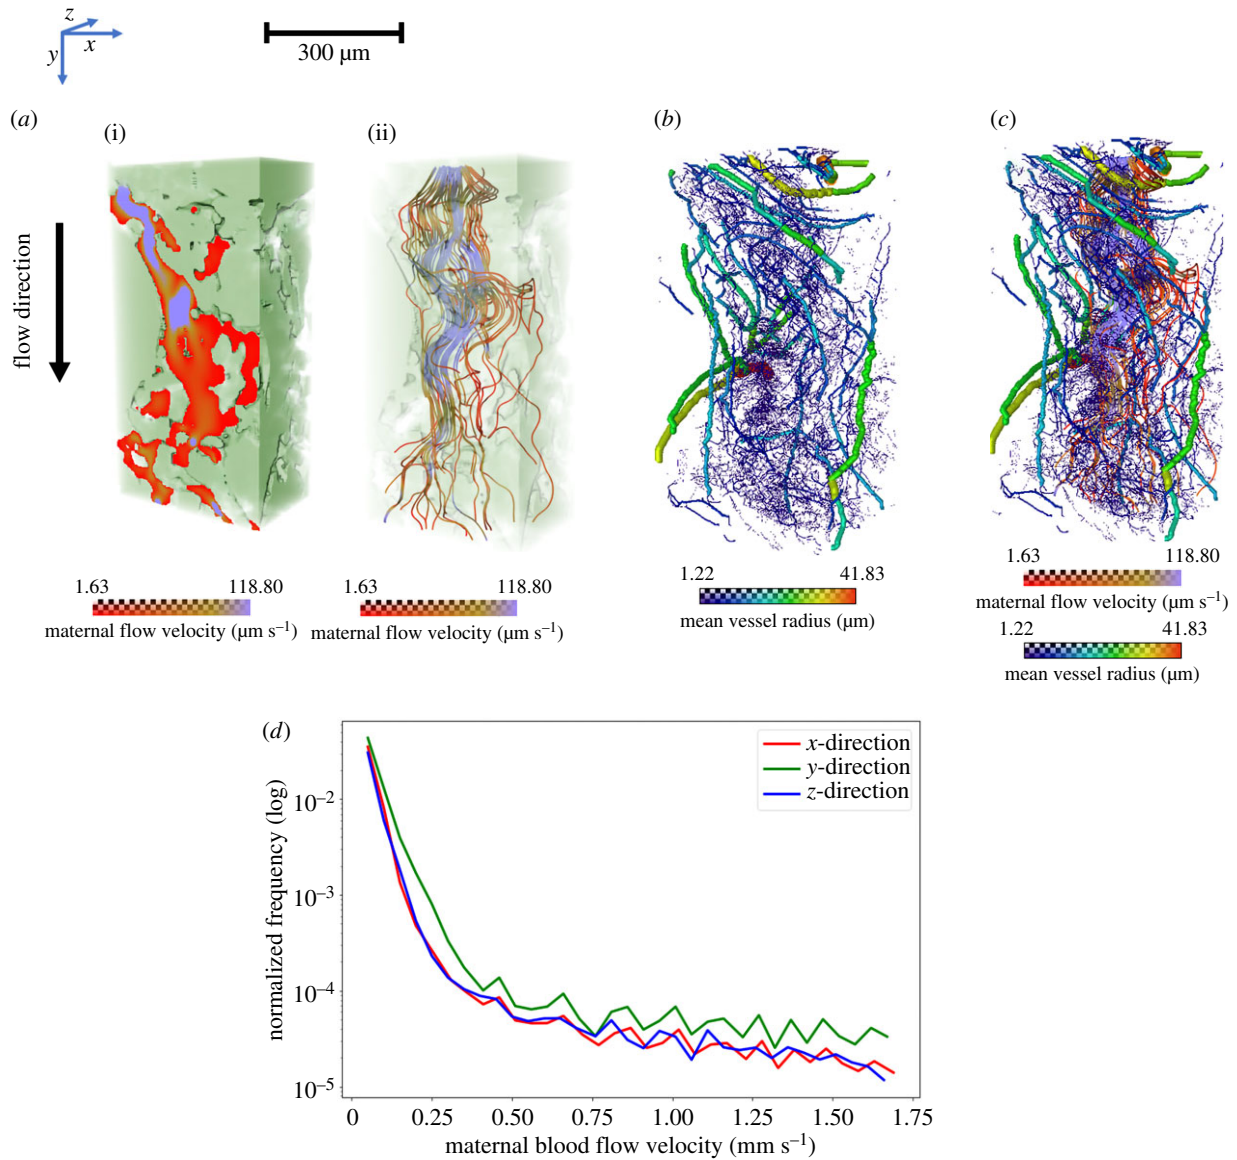 z
x
y
300 µm
(a)
(i)
(ii)
(b)
(c)
flow direction
1.63 118.80
maternal flow velocity (µm s⁻¹)
1.63 118.80
maternal flow velocity (µm s⁻¹)
1.22 41.83
mean vessel radius (µm)
1.63 118.80
maternal flow velocity (µm s⁻¹)
1.22 41.83
mean vessel radius (µm)
(d)
x-direction
y-direction
z-direction
normalized frequency (log)
10⁻²
10⁻³
10⁻⁴
10⁻⁵
0 0.25 0.50 0.75 1.00 1.25 1.50 1.75
maternal blood flow velocity (mm s⁻¹)